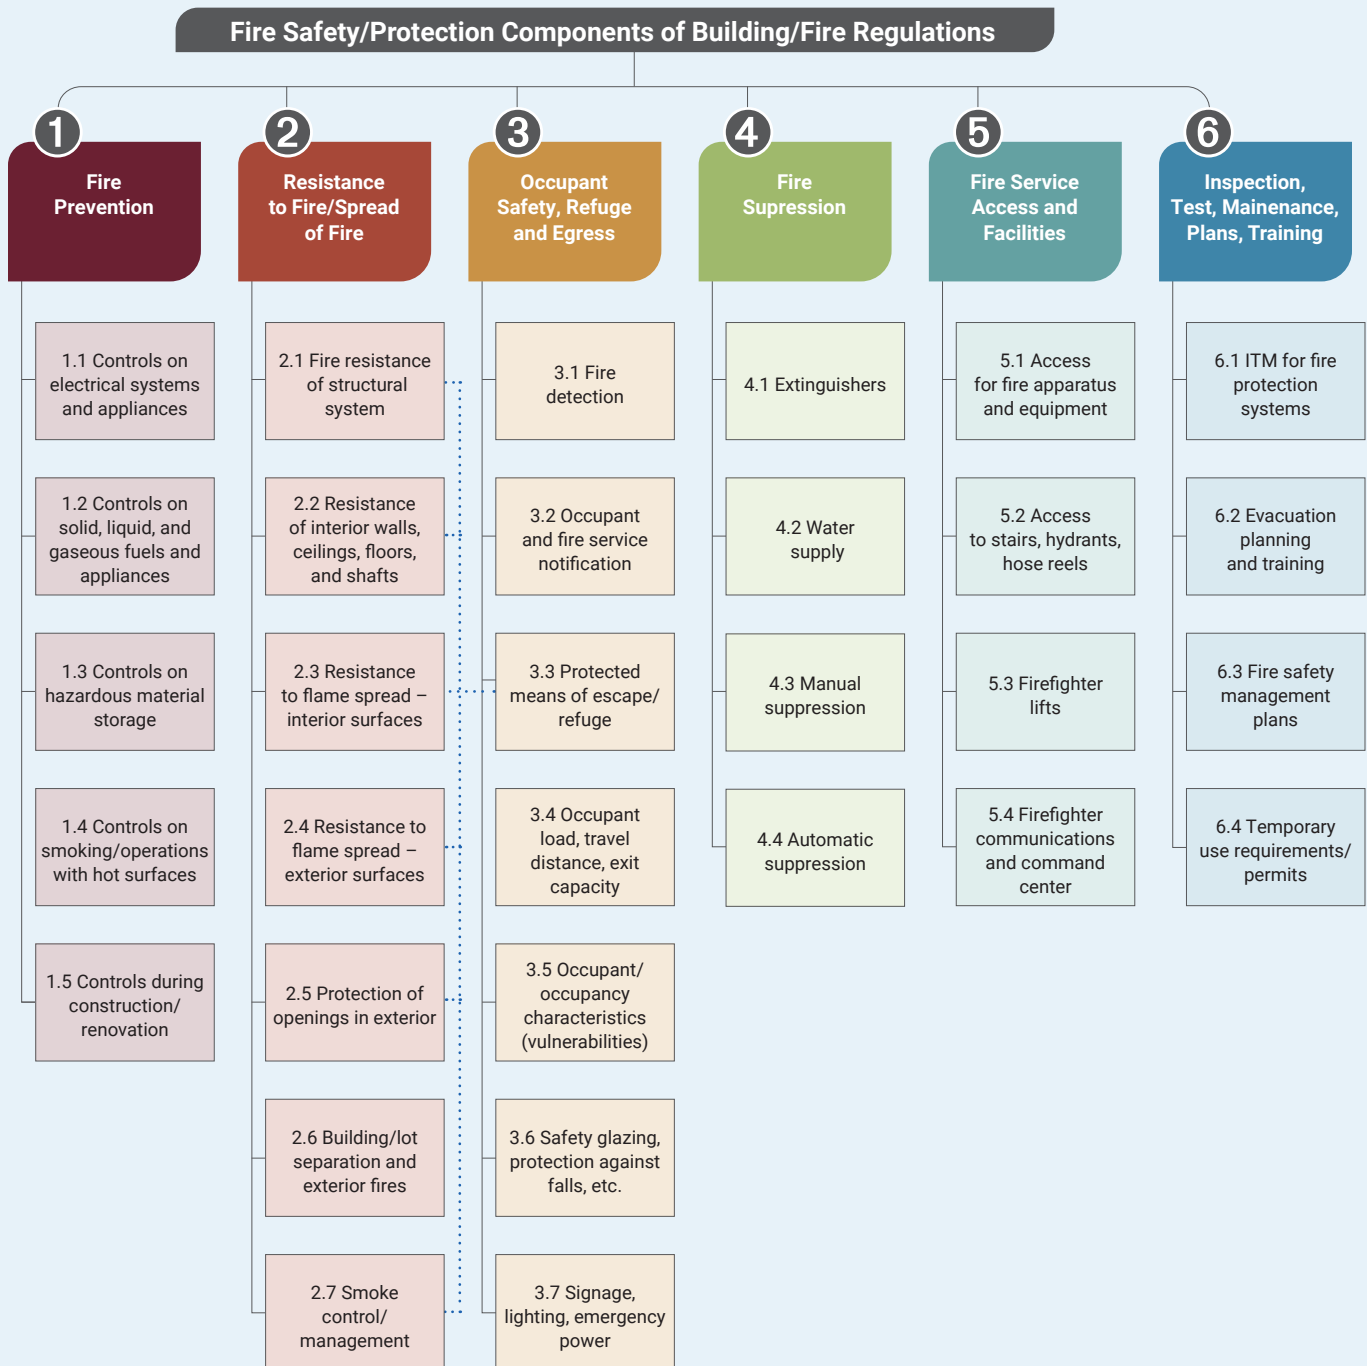 Fire Safety/Protection Components of Building/Fire Regulations
1
Fire
Prevention
1.1 Controls on
electrical systems
and appliances
1.2 Controls on
solid, liquid, and
gaseous fuels and
appliances
1.3 Controls on
hazardous material
storage
1.4 Controls on
smoking/operations
with hot surfaces
1.5 Controls during
construction/
renovation
2
Resistance
to Fire/Spread
of Fire
2.1 Fire resistance
of structural
system
2.2 Resistance
of interior walls,
ceilings, floors,
and shafts
2.3 Resistance
to flame spread –
interior surfaces
2.4 Resistance to
flame spread –
exterior surfaces
2.5 Protection of
openings in exterior
2.6 Building/lot
separation and
exterior fires
2.7 Smoke
control/
management
3
Occupant
Safety, Refuge
and Egress
3.1 Fire
detection
3.2 Occupant
and fire service
notification
3.3 Protected
means of escape/
refuge
3.4 Occupant
load, travel
distance, exit
capacity
3.5 Occupant/
occupancy
characteristics
(vulnerabilities)
3.6 Safety glazing,
protection against
falls, etc.
3.7 Signage,
lighting, emergency
power
4
Fire
Supression
4.1 Extinguishers
4.2 Water
supply
4.3 Manual
suppression
4.4 Automatic
suppression
5
Fire Service
Access and
Facilities
5.1 Access
for fire apparatus
and equipment
5.2 Access
to stairs, hydrants,
hose reels
5.3 Firefighter
lifts
5.4 Firefighter
communications
and command
center
6
Inspection,
Test, Mainenance,
Plans, Training
6.1 ITM for fire
protection
systems
6.2 Evacuation
planning
and training
6.3 Fire safety
management
plans
6.4 Temporary
use requirements/
permits